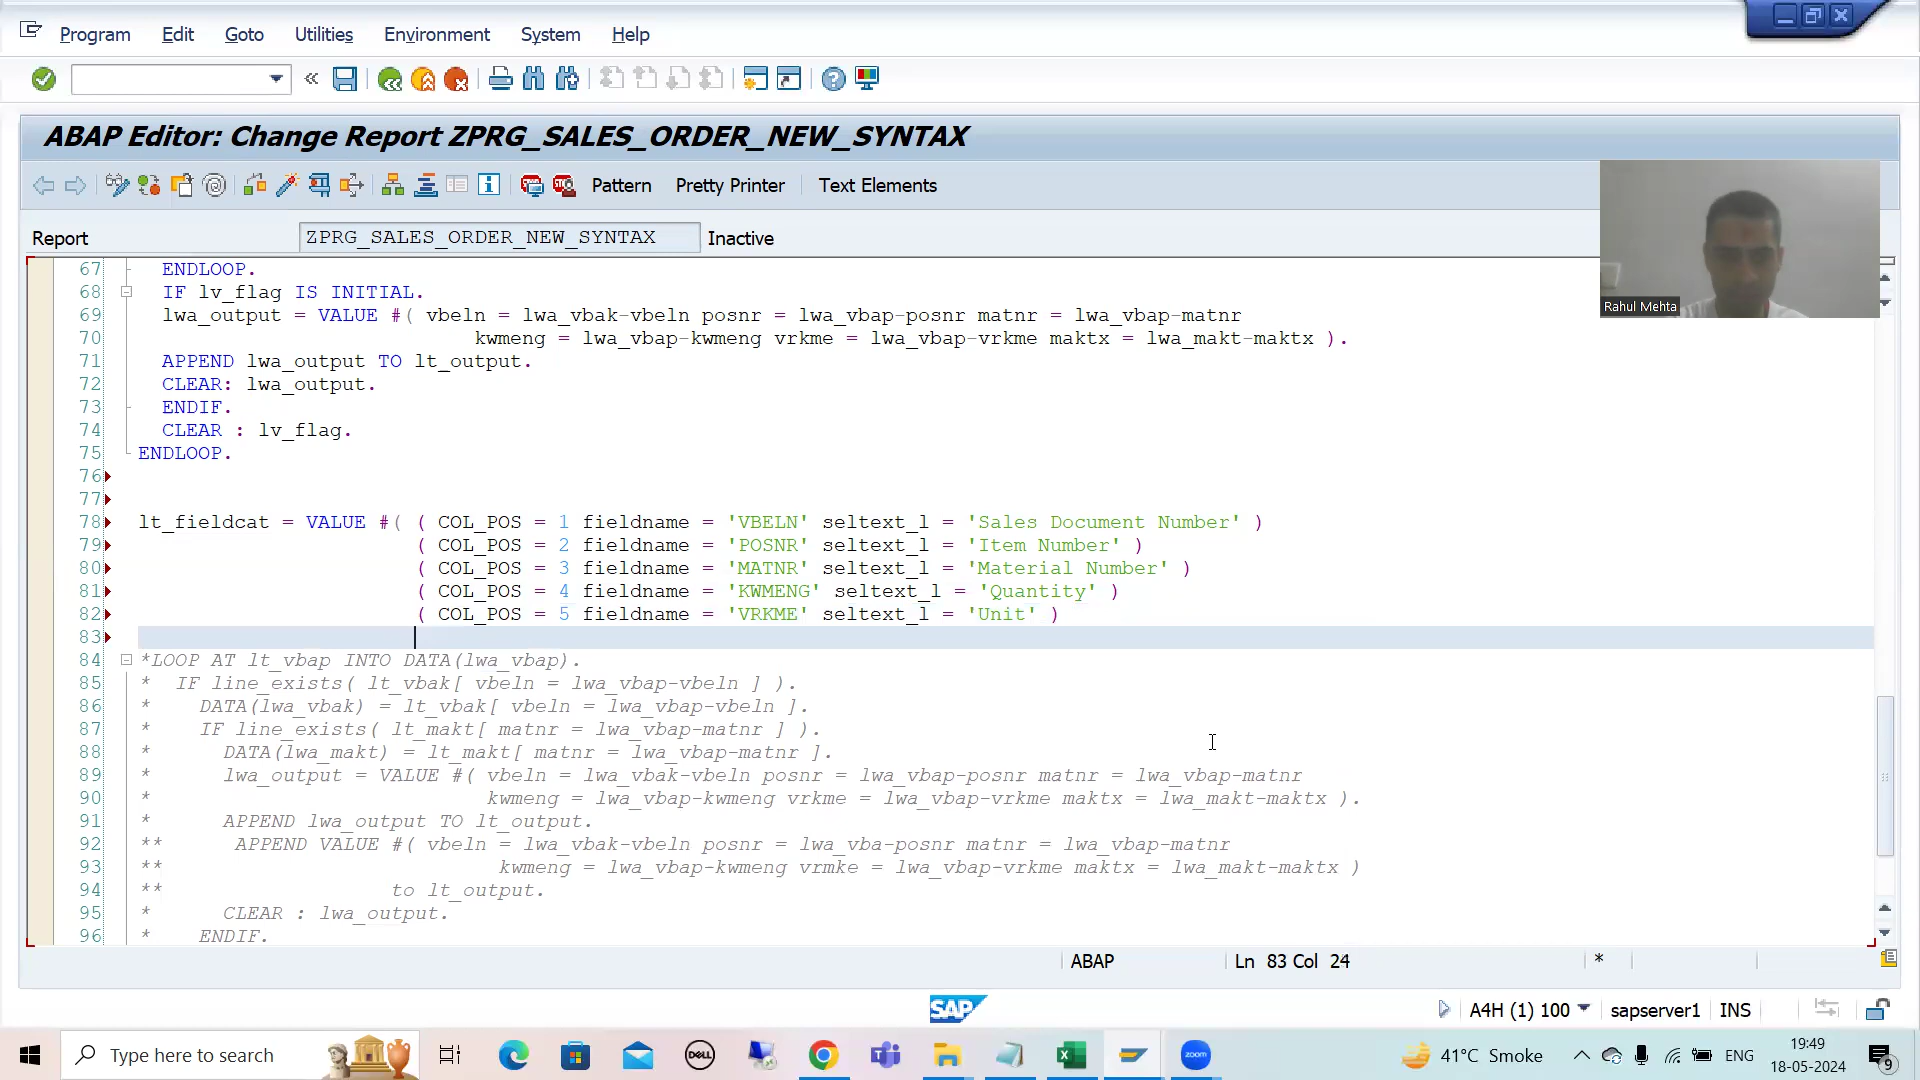 Program Edit Goto Utilities Environment System Help
ABAP Editor: Change Report ZPRG_SALES_ORDER_NEW_SYNTAX
Pattern Pretty Printer Text Elements
Report ZPRG_SALES_ORDER_NEW_SYNTAX Inactive
Rahul Mehta
67 ENDLOOP.
68 IF lv_flag IS INITIAL.
69 lwa_output = VALUE #( vbeln = lwa_vbak-vbeln posnr = lwa_vbap-posnr matnr = lwa_vbap-matnr
70 kwmeng = lwa_vbap-kwmeng vrkme = lwa_vbap-vrkme maktx = lwa_makt-maktx ).
71 APPEND lwa_output TO lt_output.
72 CLEAR: lwa_output.
73 ENDIF.
74 CLEAR : lv_flag.
75 ENDLOOP.
76
77
78 lt_fieldcat = VALUE #( ( COL_POS = 1 fieldname = 'VBELN' seltext_l = 'Sales Document Number' )
79 ( COL_POS = 2 fieldname = 'POSNR' seltext_l = 'Item Number' )
80 ( COL_POS = 3 fieldname = 'MATNR' seltext_l = 'Material Number' )
81 ( COL_POS = 4 fieldname = 'KWMENG' seltext_l = 'Quantity' )
82 ( COL_POS = 5 fieldname = 'VRKME' seltext_l = 'Unit' )
83
84 *LOOP AT lt_vbap INTO DATA(lwa_vbap).
85 * IF line_exists( lt_vbak[ vbeln = lwa_vbap-vbeln ] ).
86 * DATA(lwa_vbak) = lt_vbak[ vbeln = lwa_vbap-vbeln ].
87 * IF line_exists( lt_makt[ matnr = lwa_vbap-matnr ] ).
88 * DATA(lwa_makt) = lt_makt[ matnr = lwa_vbap-matnr ].
89 * lwa_output = VALUE #( vbeln = lwa_vbak-vbeln posnr = lwa_vbap-posnr matnr = lwa_vbap-matnr
90 * kwmeng = lwa_vbap-kwmeng vrkme = lwa_vbap-vrkme maktx = lwa_makt-maktx ).
91 * APPEND lwa_output TO lt_output.
92 ** APPEND VALUE #( vbeln = lwa_vbak-vbeln posnr = lwa_vba-posnr matnr = lwa_vbap-matnr
93 ** kwmeng = lwa_vbap-kwmeng vrmke = lwa_vbap-vrkme maktx = lwa_makt-maktx )
94 ** to lt_output.
95 * CLEAR : lwa_output.
96 * ENDIF.
ABAP Ln 83 Col 24 *
SAP A4H (1) 100 sapserver1 INS
Type here to search DELL zoom 41°C Smoke ENG 19:49
18-05-2024 9